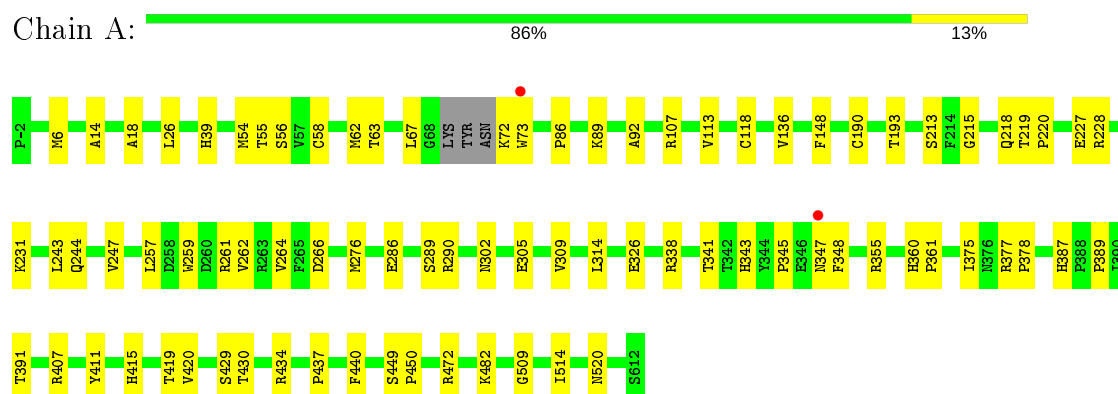 Chain A:
86% 13%
P-2 M6 A14 A18 L26 H39 M54 T55 S56 V57 C58 M62 T63 L67 G68 LYS TYR ASN K72 W73 P86 K89 A92 R107 V113 C118 V136 F148 C190 T193 S213 F214 G215 Q218 T219 P220 E227 R228
K231 L243 Q244 V247 L257 D258 W259 D260 R261 V262 R263 V264 F265 D266 M276 E286 S289 R290 N302 E305 V309 L314 E326 R338 T341 T342 H343 Y344 P345 E346 N347 F348 R355 H360 P361 I375 N376 R377 P378 H387 P388 P389 I390
T391 R407 Y411 H415 T419 V420 S429 T430 R434 P437 F440 S449 P450 R472 K482 G509 I514 N520 S612